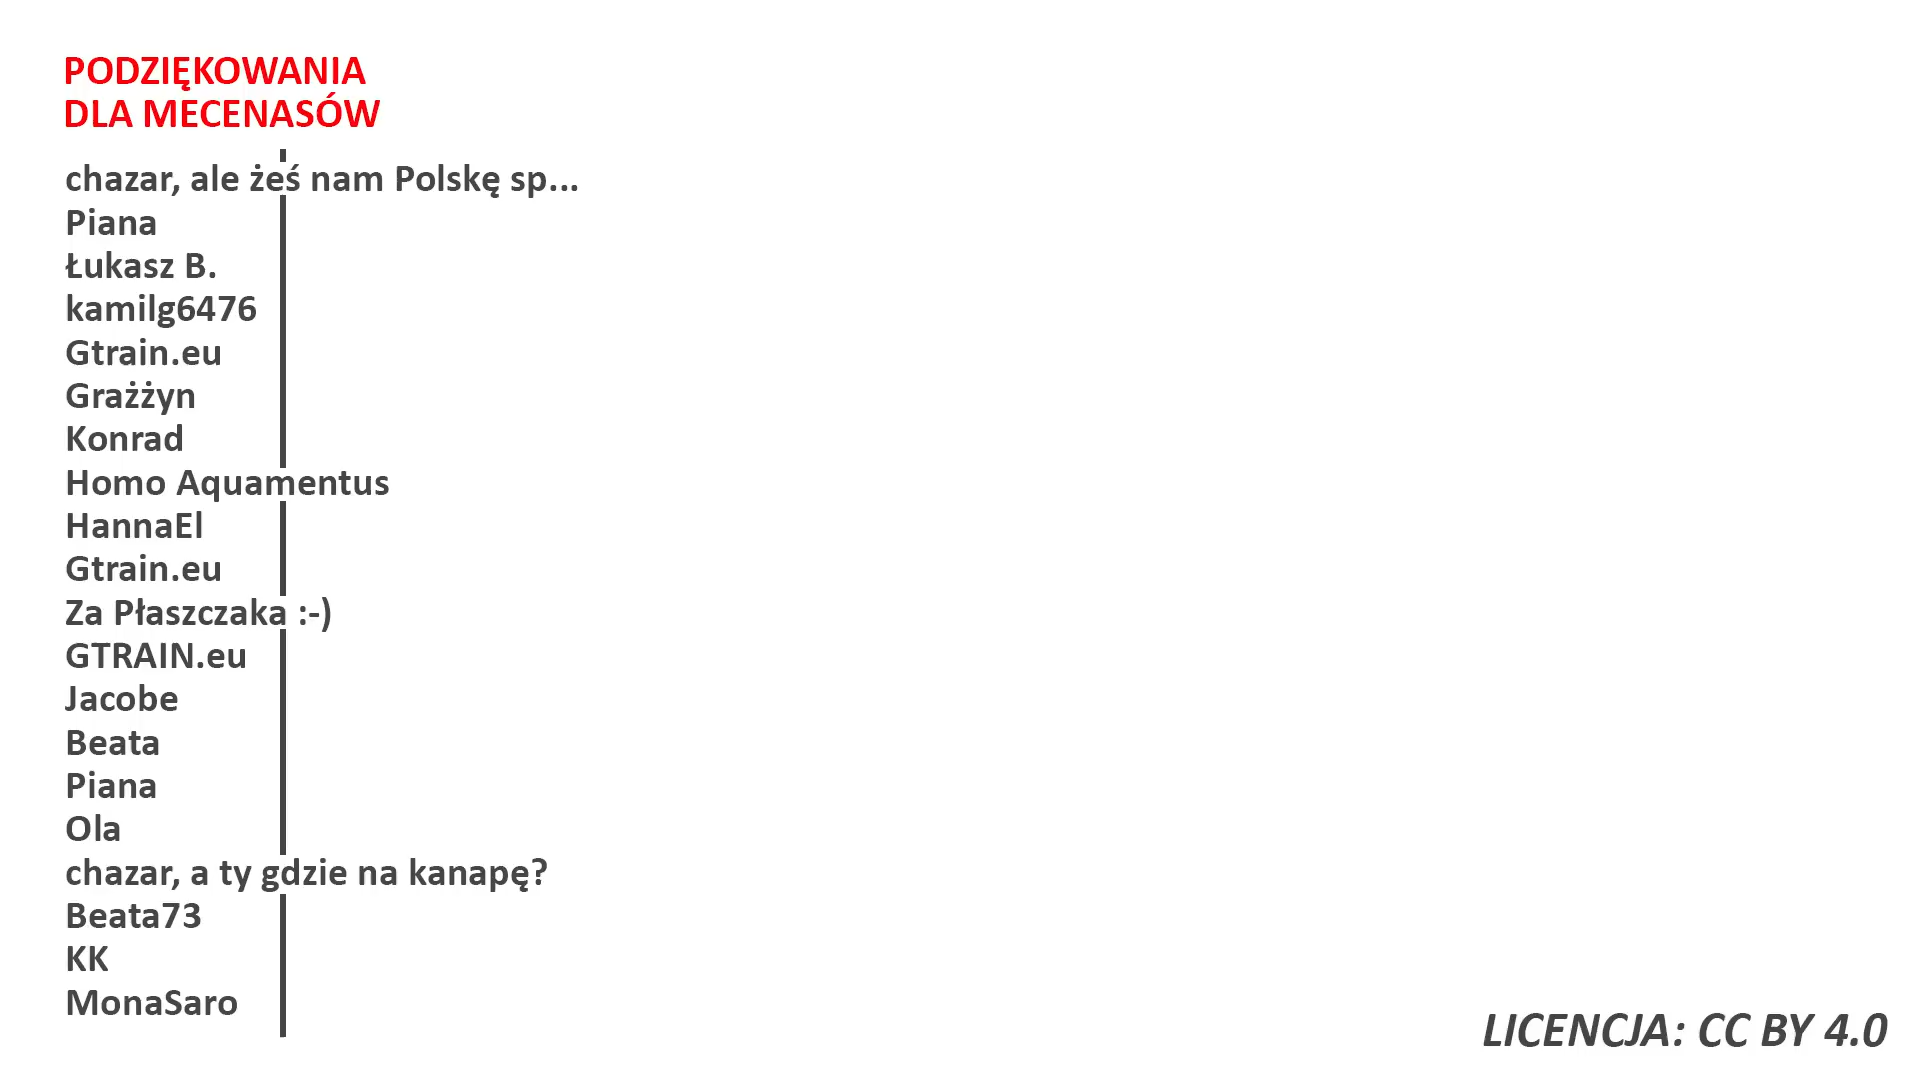 PODZIĘKOWANIA
DLA MECENASÓW
chazar, ale żeś nam Polskę sp...
Piana
Łukasz B.
kamilg6476
Gtrain.eu
Grażżyn
Konrad
Homo Aquamentus
HannaEl
Gtrain.eu
Za Płaszczaka :-)
GTRAIN.eu
Jacobe
Beata
Piana
Ola
chazar, a ty gdzie na kanapę?
Beata73
KK
MonaSaro
LICENCJA: CC BY 4.0